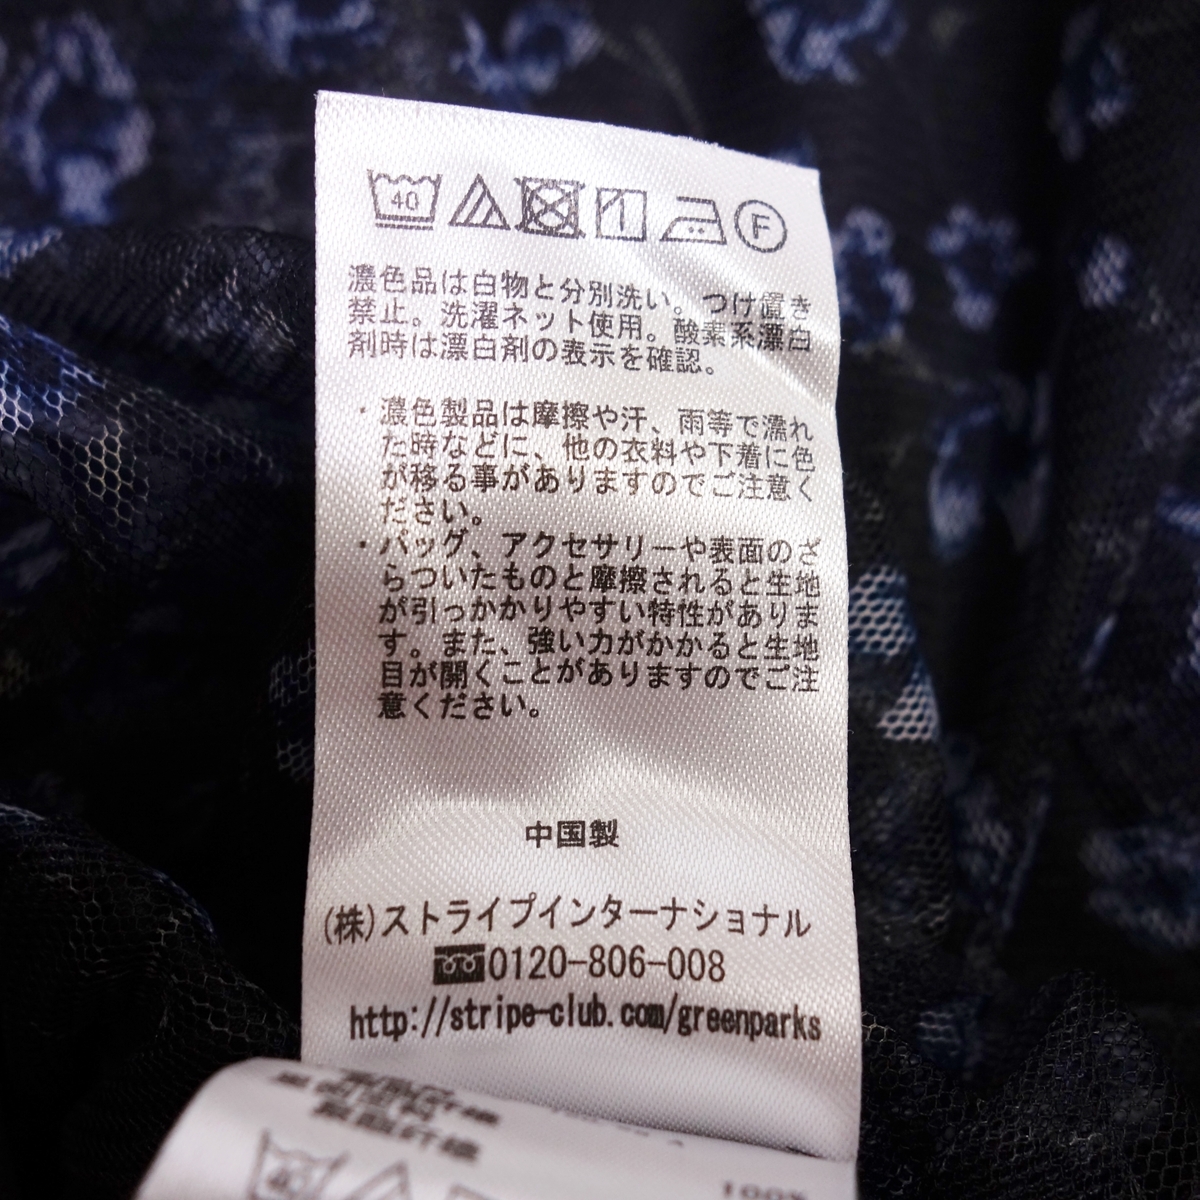 40 F
濃色品は白物と分別洗い。つけ置き
禁止。洗濯ネット使用。酸素系漂白
剤時は漂白剤の表示を確認。
・濃色製品は摩擦や汗、雨等で濡れ
た時などに、他の衣料や下着に色
が移る事がありますのでご注意く
ださい。
・バッグ、アクセサリーや表面のざ
らついたものと摩擦されると生地
が引っかかりやすい特性がありま
す。また、強い力がかかると生地
目が開くことがありますのでご注
意ください。
中国製
(株)ストライプインターナショナル
0120-806-008
http://stripe-club.com/greenparks
100%